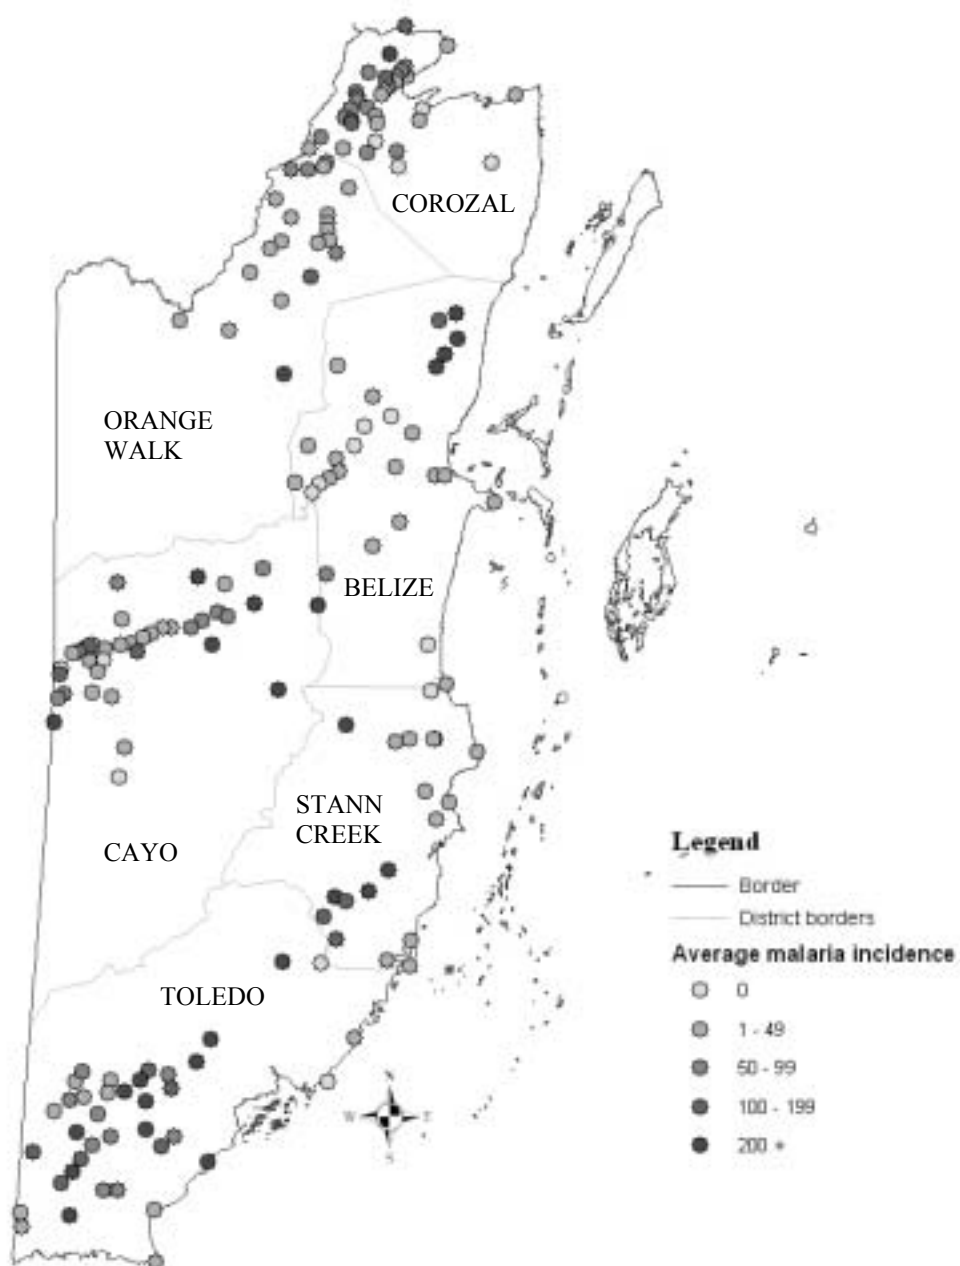 COROZAL
ORANGE
WALK
BELIZE
STANN
CREEK
CAYO
TOLEDO
Legend
Border
District borders
Average malaria incidence
0
1 - 49
50 - 99
100 - 199
200 +
N
W E
S